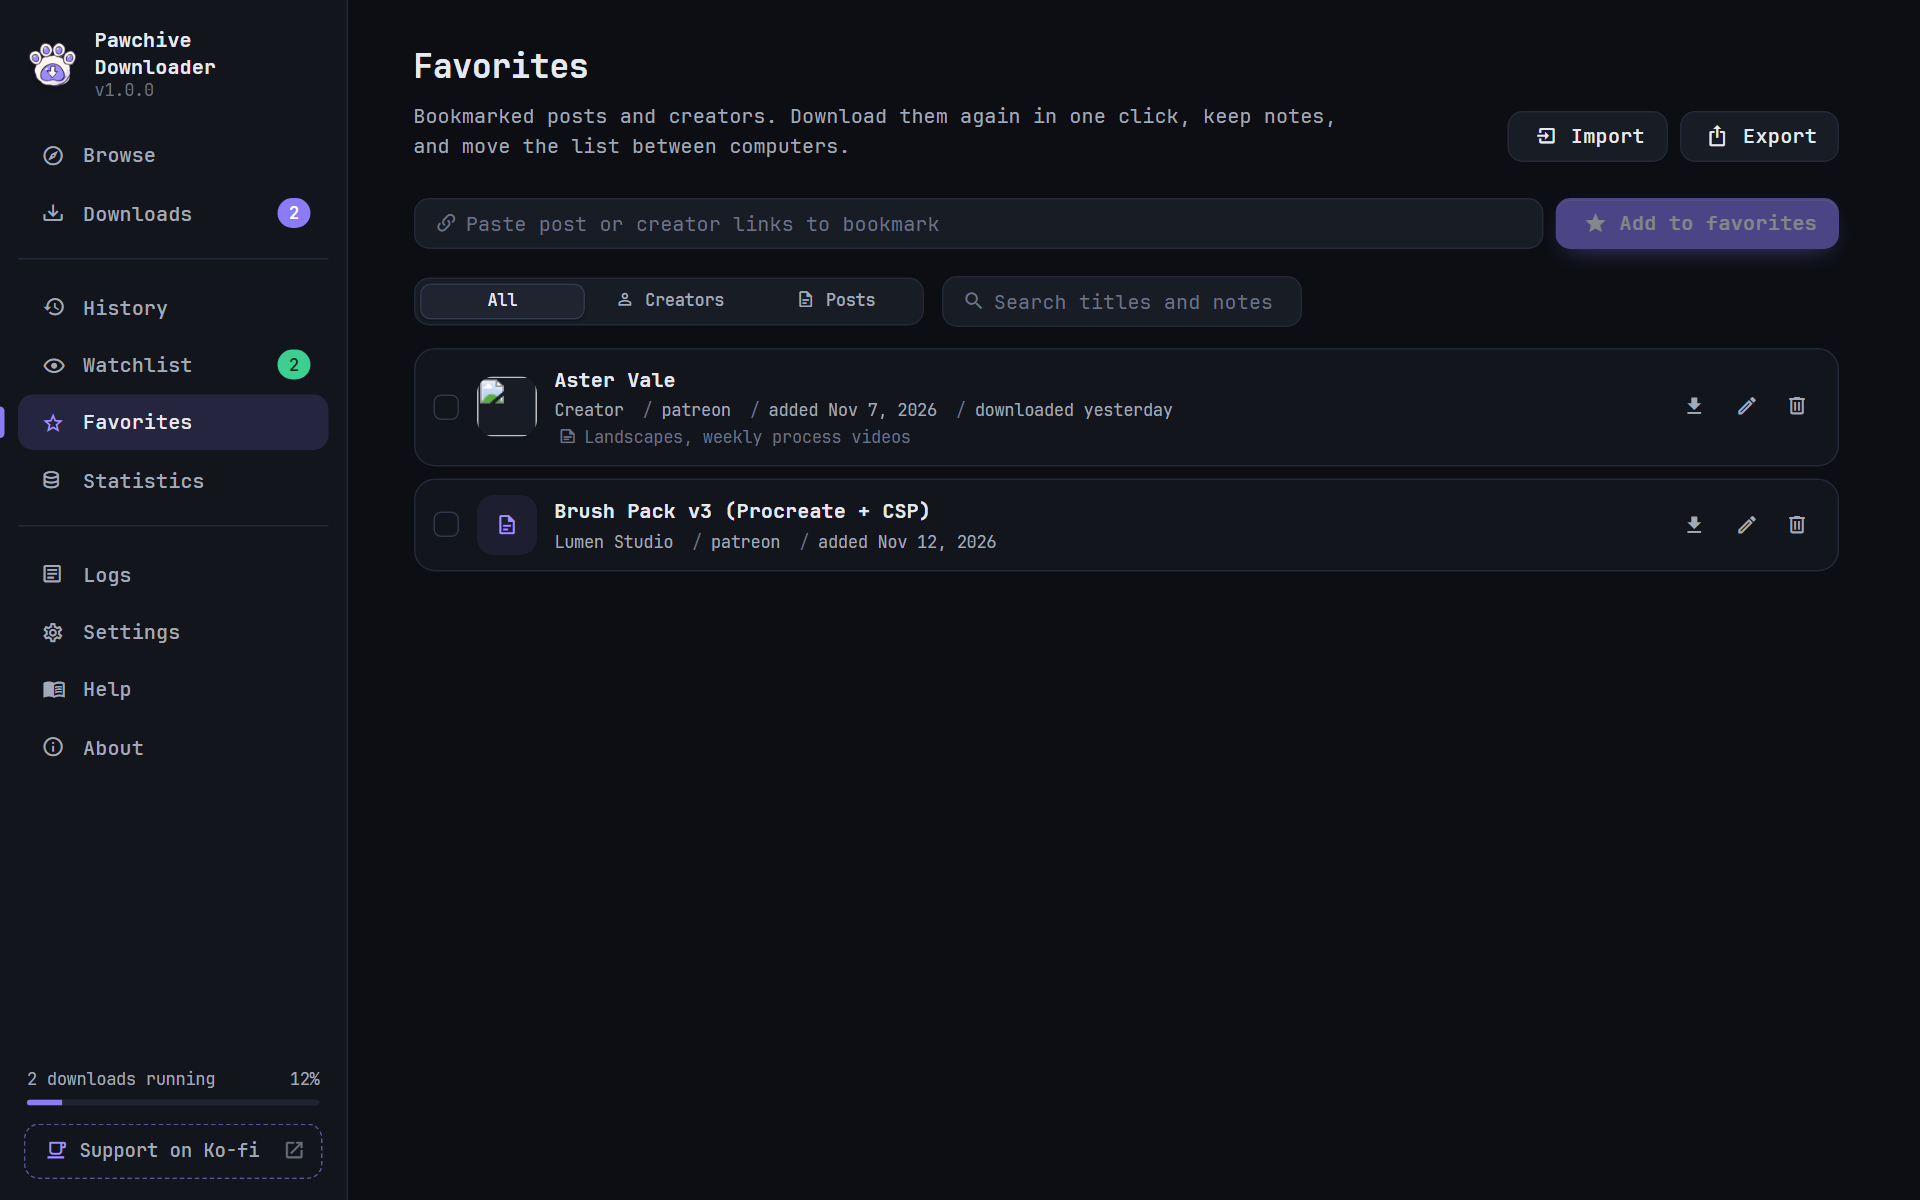 Pawchive
Downloader
v1.0.0
Browse
Downloads 2
History
Watchlist 2
Favorites
Statistics
Logs
Settings
Help
About
2 downloads running 12%
Support on Ko-fi
Favorites
Bookmarked posts and creators. Download them again in one click, keep notes,
and move the list between computers.
Import Export
Paste post or creator links to bookmark Add to favorites
All Creators Posts Search titles and notes
Aster Vale
Creator / patreon / added Nov 7, 2026 / downloaded yesterday
Landscapes, weekly process videos
Brush Pack v3 (Procreate + CSP)
Lumen Studio / patreon / added Nov 12, 2026